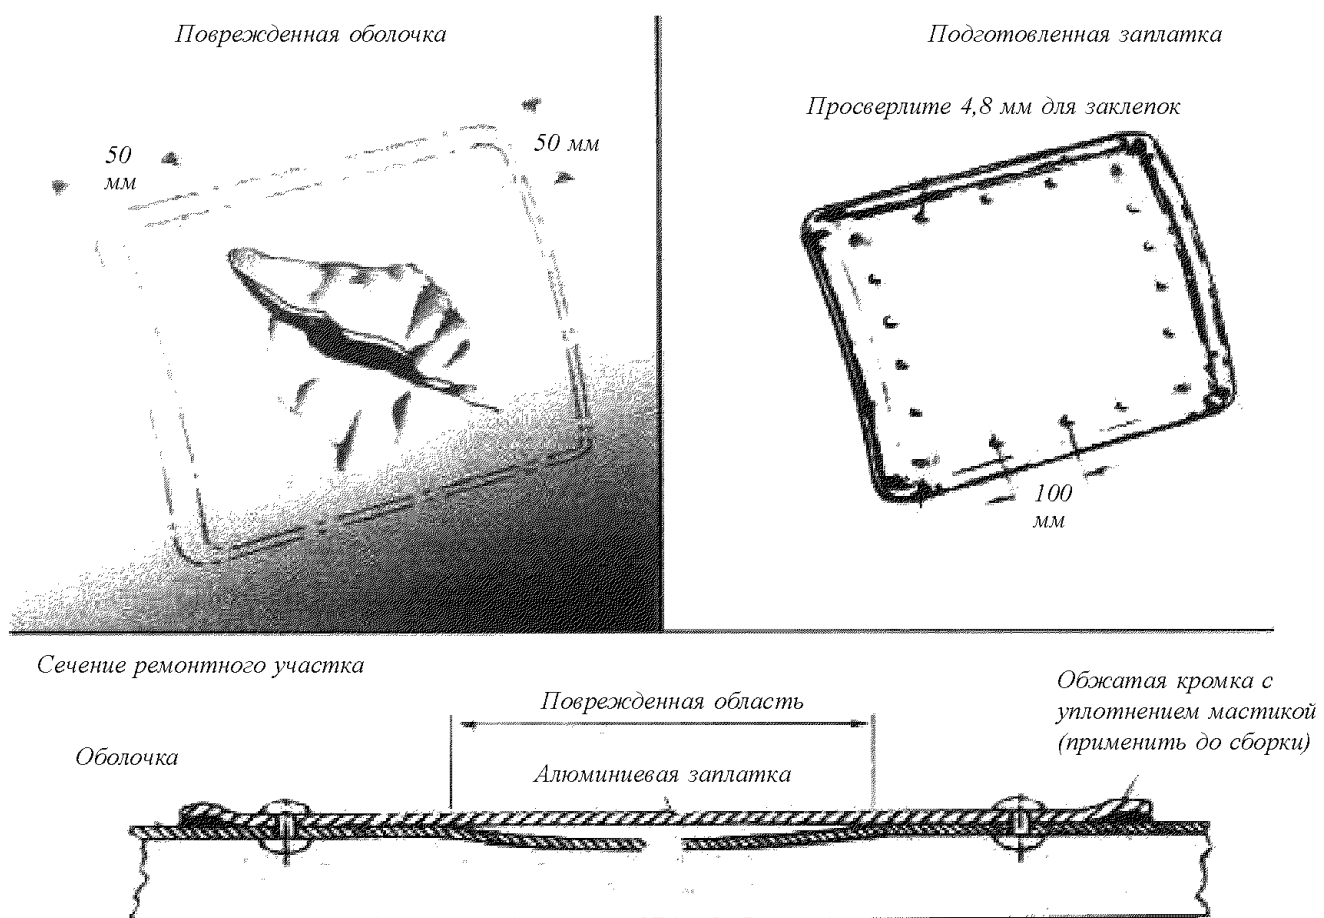 Поврежденная оболочка
50
мм
50 мм
Подготовленная заплатка
Просверлите 4,8 мм для заклепок
100
мм
Сечение ремонтного участка
Поврежденная область
Обжатая кромка с
уплотнением мастикой
(применить до сборки)
Оболочка
Алюминиевая заплатка